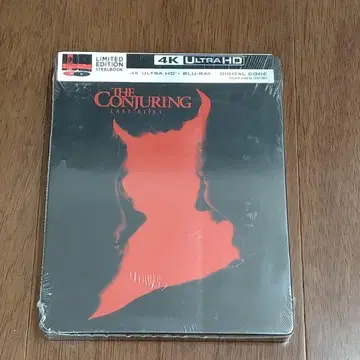 LIMITED
EDITION
STEELBOOK
4K ULTRA HD
4K ULTRA HD + BLU-RAY DIGITAL CODE
THE
CONJURING
LAST RITES